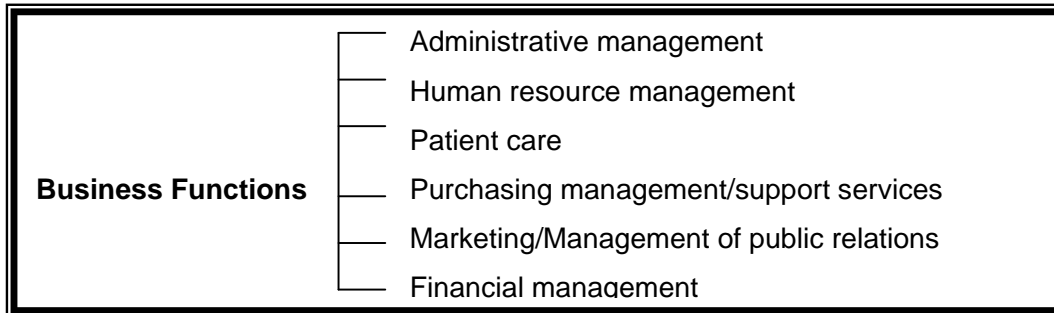 Administrative management
Human resource management
Patient care
Business Functions
Purchasing management/support services
Marketing/Management of public relations
Financial management